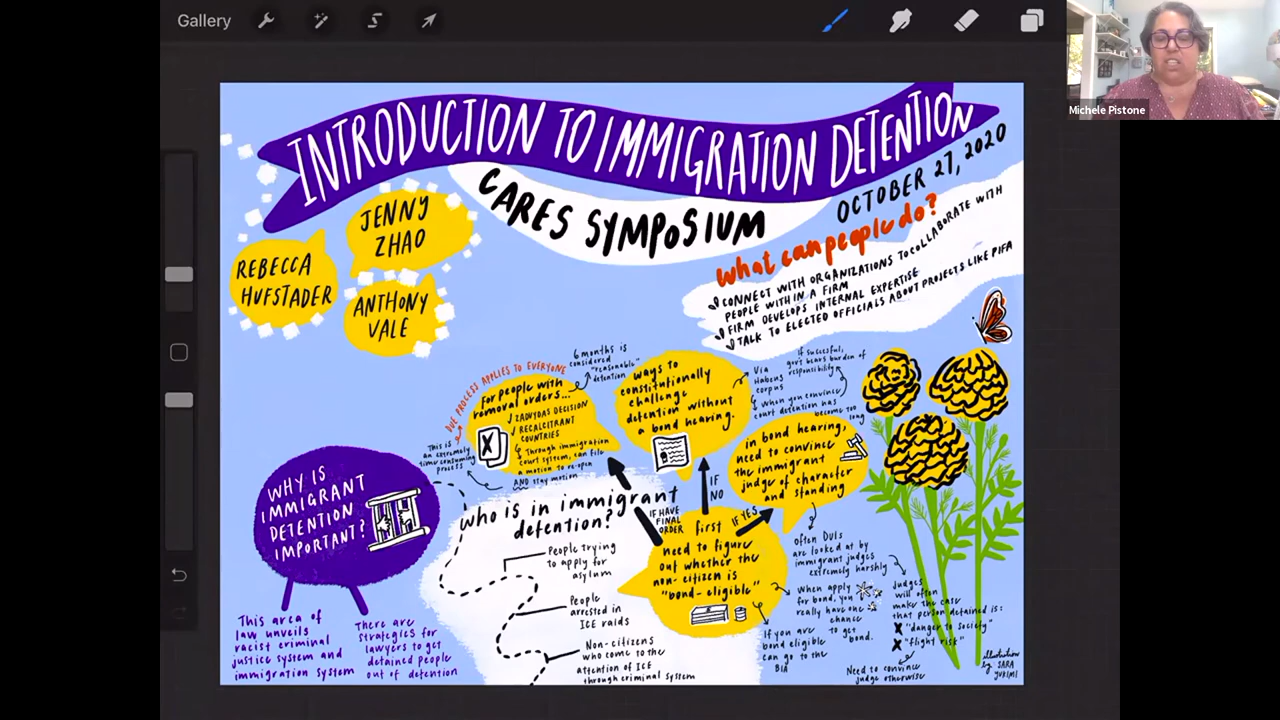 Gallery
Michele Pistone
INTRODUCTION TO IMMIGRATION DETENTION
CARES SYMPOSIUM
OCTOBER 27, 2020
JENNY
ZHAO
REBECCA
HUFSTADER
ANTHONY
VALE
What can people do?
CONNECT WITH ORGANIZATIONS TO COLLABORATE WITH
PEOPLE WITHIN A FIRM
FIRM DEVELOPS INTERNAL EXPERTISE
TALK TO ELECTED OFFICIALS ABOUT PROJECTS LIKE PIFA
DUE PROCESS APPLIES TO EVERYONE
6 months is
considered
"reasonable"
detention
for people with
removal orders...
ZADVYDAS DECISION
RECALCITRANT
COUNTRIES
Through immigration
court system, can file
a motion to re-open
AND stay motion
This is
an extremely
time consuming
process
ways to
constitutionally
challenge
detention without
a bond hearing.
Via
Habeus
corpus
If succesful,
gov't bears burden of
responsibility
when you convince
court detention has
become too
long
in bond hearing,
need to convince
the immigrant
judge of character
and standing
WHY IS
IMMIGRANT
DETENTION
IMPORTANT?
This area of
law unveils
racist criminal
justice system and
immigration system
There are
strategies for
lawyers to get
detained people
out of detention
who is in immigrant
detention?
People trying
to apply for
asylum
People
arrested in
ICE raids
Non-citizens
who come to the
attention of ICE
through criminal system
IF HAVE
FINAL
ORDER
IF
NO
IF YES
first
need to figure
out whether the
non-citizen is
"bond-eligible"
If you are
bond eligible
can go to the
BIA
When apply
for bond, you
really have one
chance
to get
bond.
Often DUIs
are looked at by
immigrant judges
extremely harshly
Judges
will often
make the case
that person detained is:
X "danger to society"
X "flight risk"
Need to convince
judge otherwise
illustration
by SARA
YUKIMI